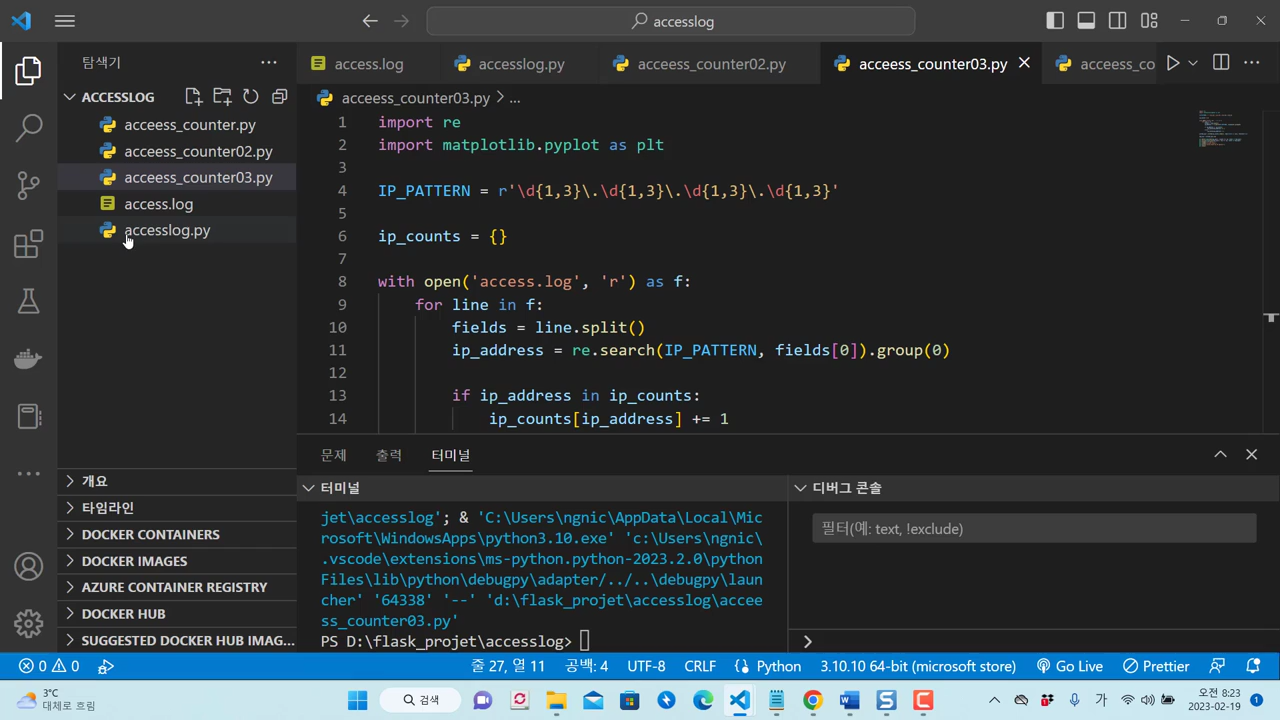 accesslog
탐색기
ACCESSLOG
acceess_counter.py
acceess_counter02.py
acceess_counter03.py
access.log
accesslog.py
개요
타임라인
DOCKER CONTAINERS
DOCKER IMAGES
AZURE CONTAINER REGISTRY
DOCKER HUB
SUGGESTED DOCKER HUB IMAG...
access.log
accesslog.py
acceess_counter02.py
acceess_counter03.py
acceess_co
acceess_counter03.py > ...
1 import re
2 import matplotlib.pyplot as plt
3
4 IP_PATTERN = r'\d{1,3}\.\d{1,3}\.\d{1,3}\.\d{1,3}'
5
6 ip_counts = {}
7
8 with open('access.log', 'r') as f:
9 for line in f:
10 fields = line.split()
11 ip_address = re.search(IP_PATTERN, fields[0]).group(0)
12
13 if ip_address in ip_counts:
14 ip_counts[ip_address] += 1
문제 출력 터미널
터미널
jet\accesslog'; & 'C:\Users\ngnic\AppData\Local\Mic
rosoft\WindowsApps\python3.10.exe' 'c:\Users\ngnic\
.vscode\extensions\ms-python.python-2023.2.0\python
Files\lib\python\debugpy\adapter/../..\debugpy\laun
cher' '64338' '--' 'd:\flask_projet\accesslog\accee
ss_counter03.py'
PS D:\flask_projet\accesslog>
디버그 콘솔
필터(예: text, !exclude)
0 0 줄 27, 열 11 공백: 4 UTF-8 CRLF Python 3.10.10 64-bit (microsoft store) Go Live Prettier
3°C
대체로 흐림
검색
가
오전 8:23
2023-02-19
1